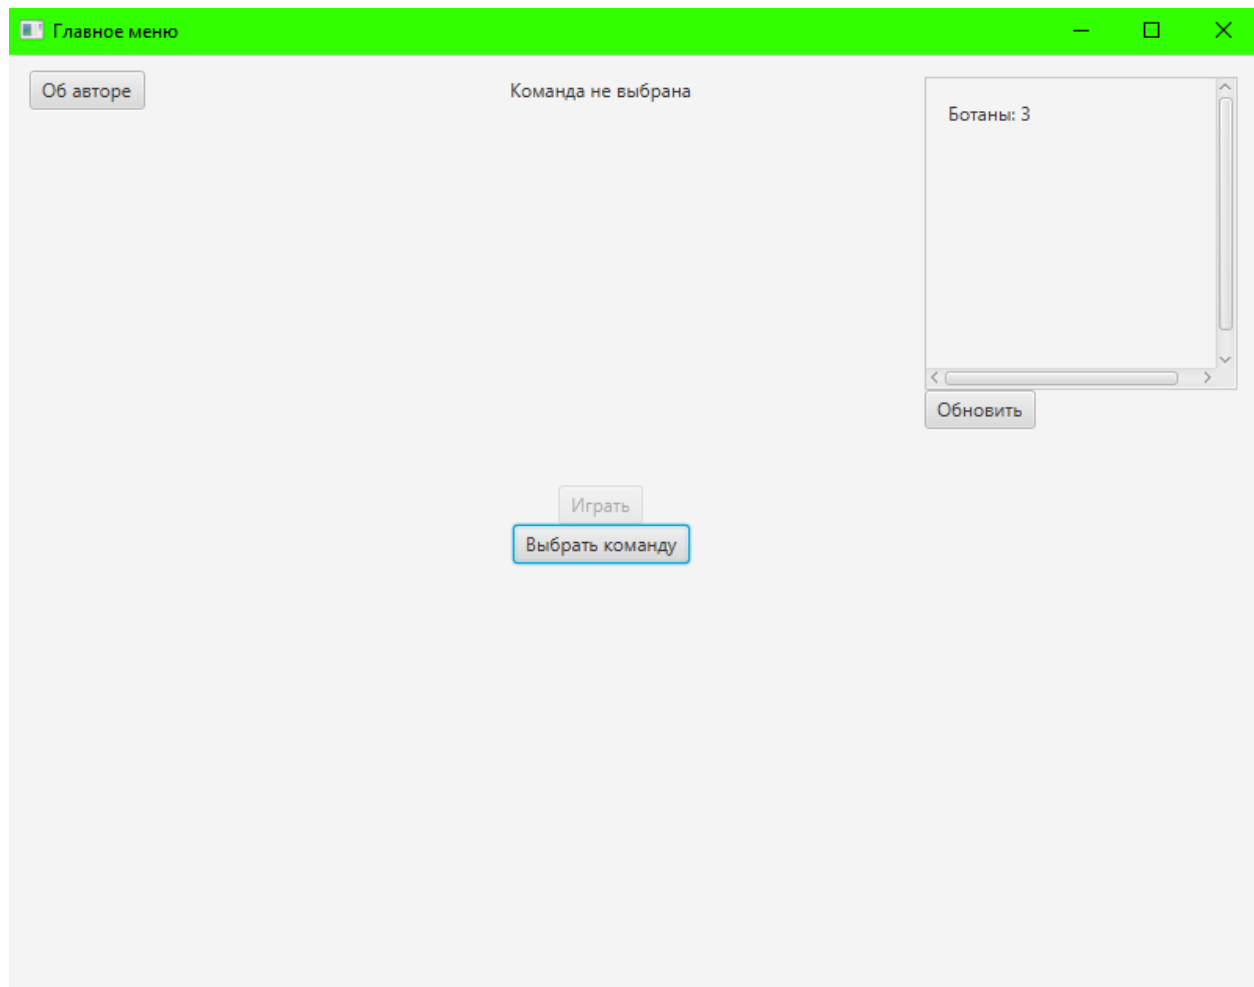 Главное меню
Об авторе
Команда не выбрана
Ботаны: 3
Обновить
Играть
Выбрать команду